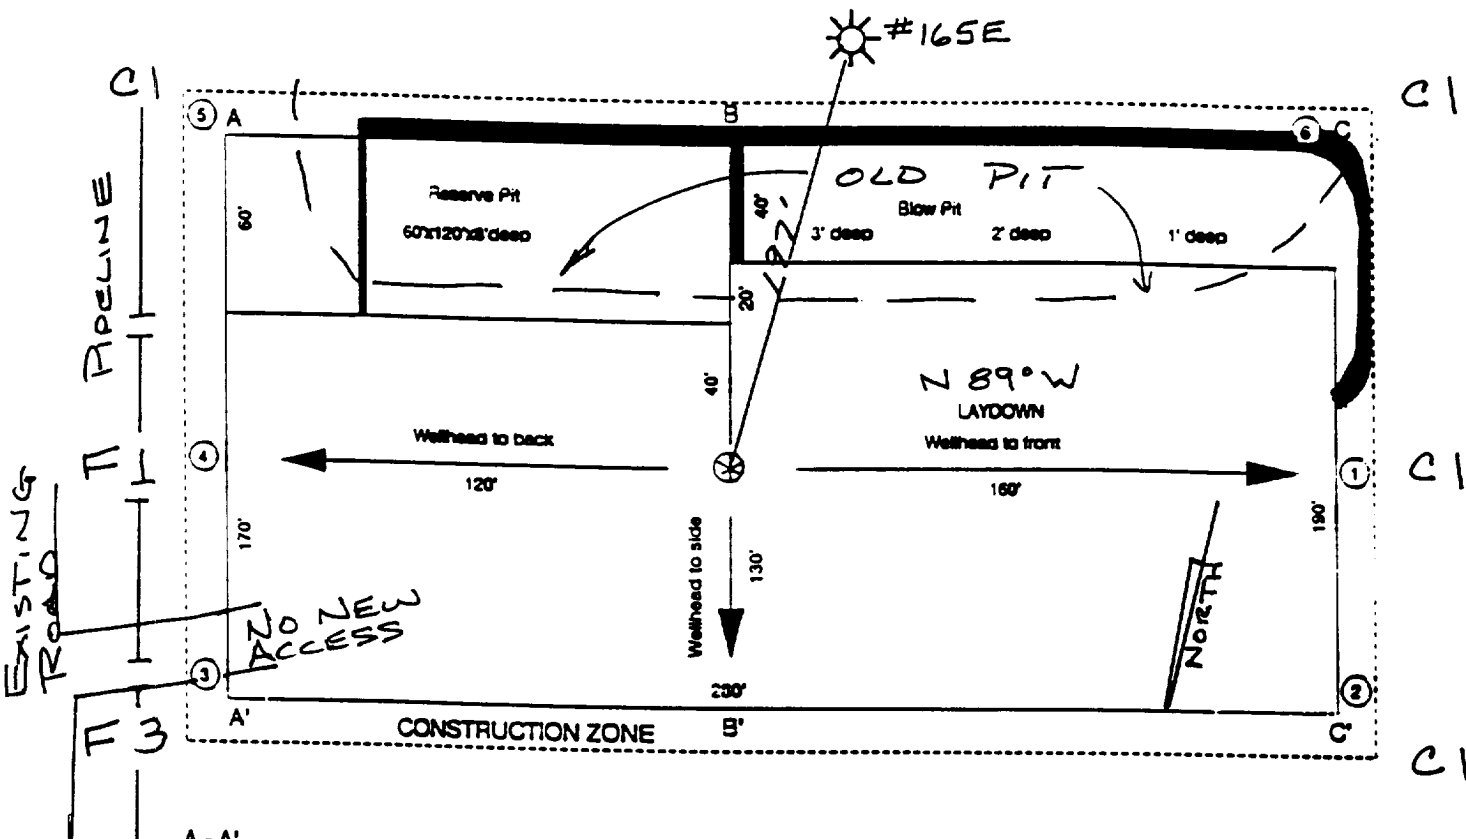 #165E
C1
C1
5
A
B
6
C
OLD PIT
Reserve Pit
60'x120'x8'deep
60'
40'
Blow Pit
3' deep
2' deep
1' deep
PIPELINE
20'
40'
N 89° W
LAYDOWN
Wellhead to back
Wellhead to front
4
120'
160'
1
C1
EXISTING
ROAD
170'
190'
Wellhead to side
130'
NO NEW
ACCESS
NORTH
3
2
280'
F3
A'
CONSTRUCTION ZONE
B'
C'
C1
A-A'